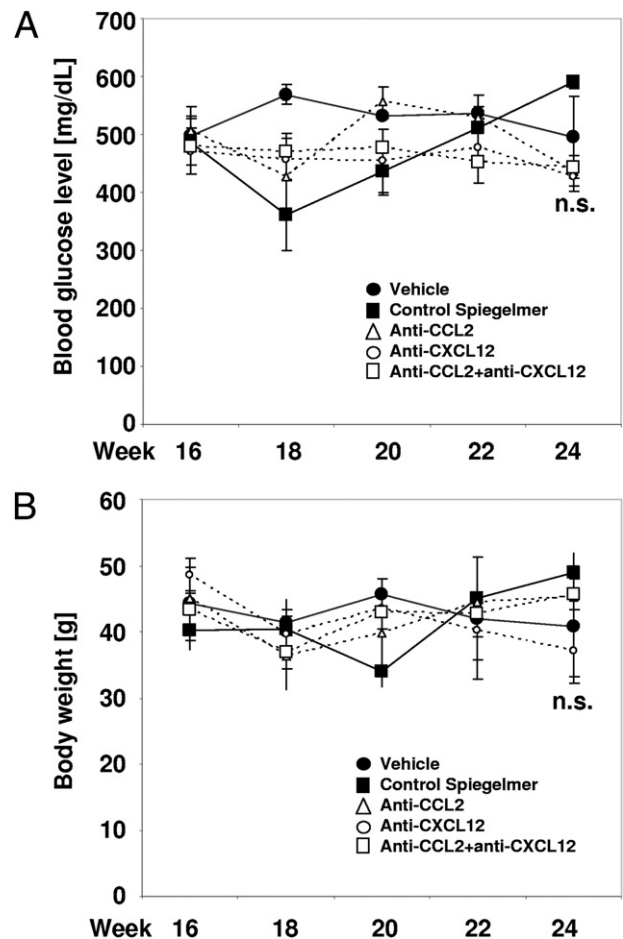 A
Blood glucose level [mg/dL]
700
600
500
400
300
200
100
0
n.s.
Vehicle
Control Spiegelmer
Anti-CCL2
Anti-CXCL12
Anti-CCL2+anti-CXCL12
Week 16 18 20 22 24
B
Body weight [g]
60
50
40
30
20
10
0
n.s.
Vehicle
Control Spiegelmer
Anti-CCL2
Anti-CXCL12
Anti-CCL2+anti-CXCL12
Week 16 18 20 22 24